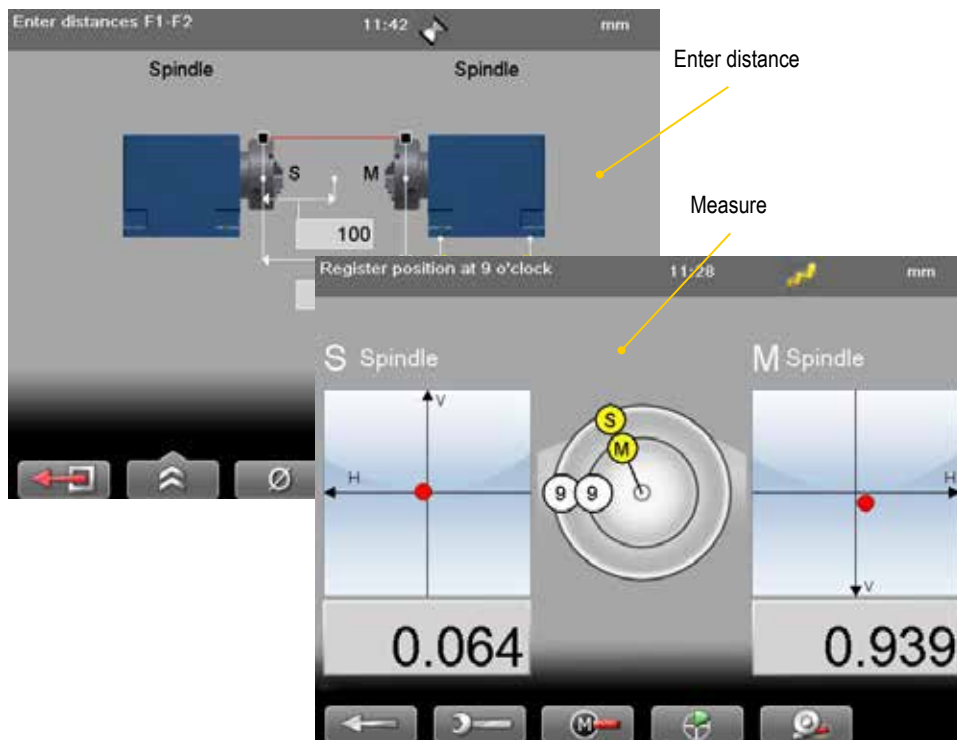 Enter distances F1-F2 11:42 mm
Spindle Spindle
Enter distance
S M
100
Measure
Register position at 9 o'clock 11:28 mm
S Spindle M Spindle
V
S
M
H 9 9 H
Ø
V
0.064 0.939
M